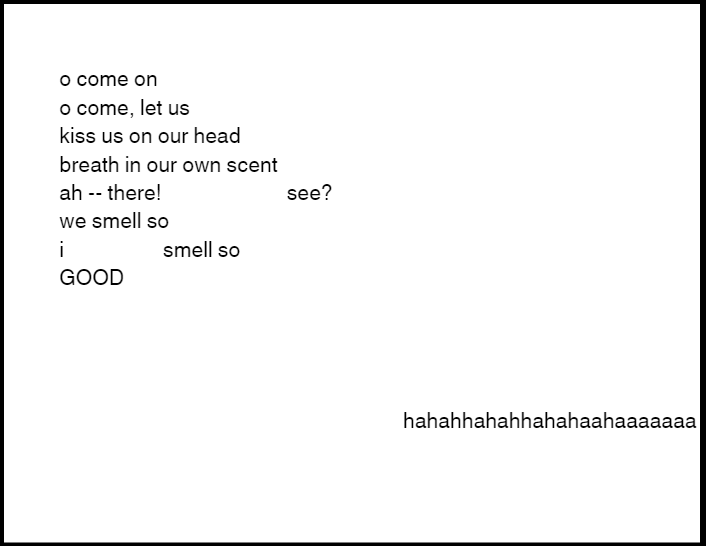 o come on
o come, let us
kiss us on our head
breath in our own scent
ah -- there! see?
we smell so
i smell so
GOOD
hahahhahahhahahaahaaaaaaa